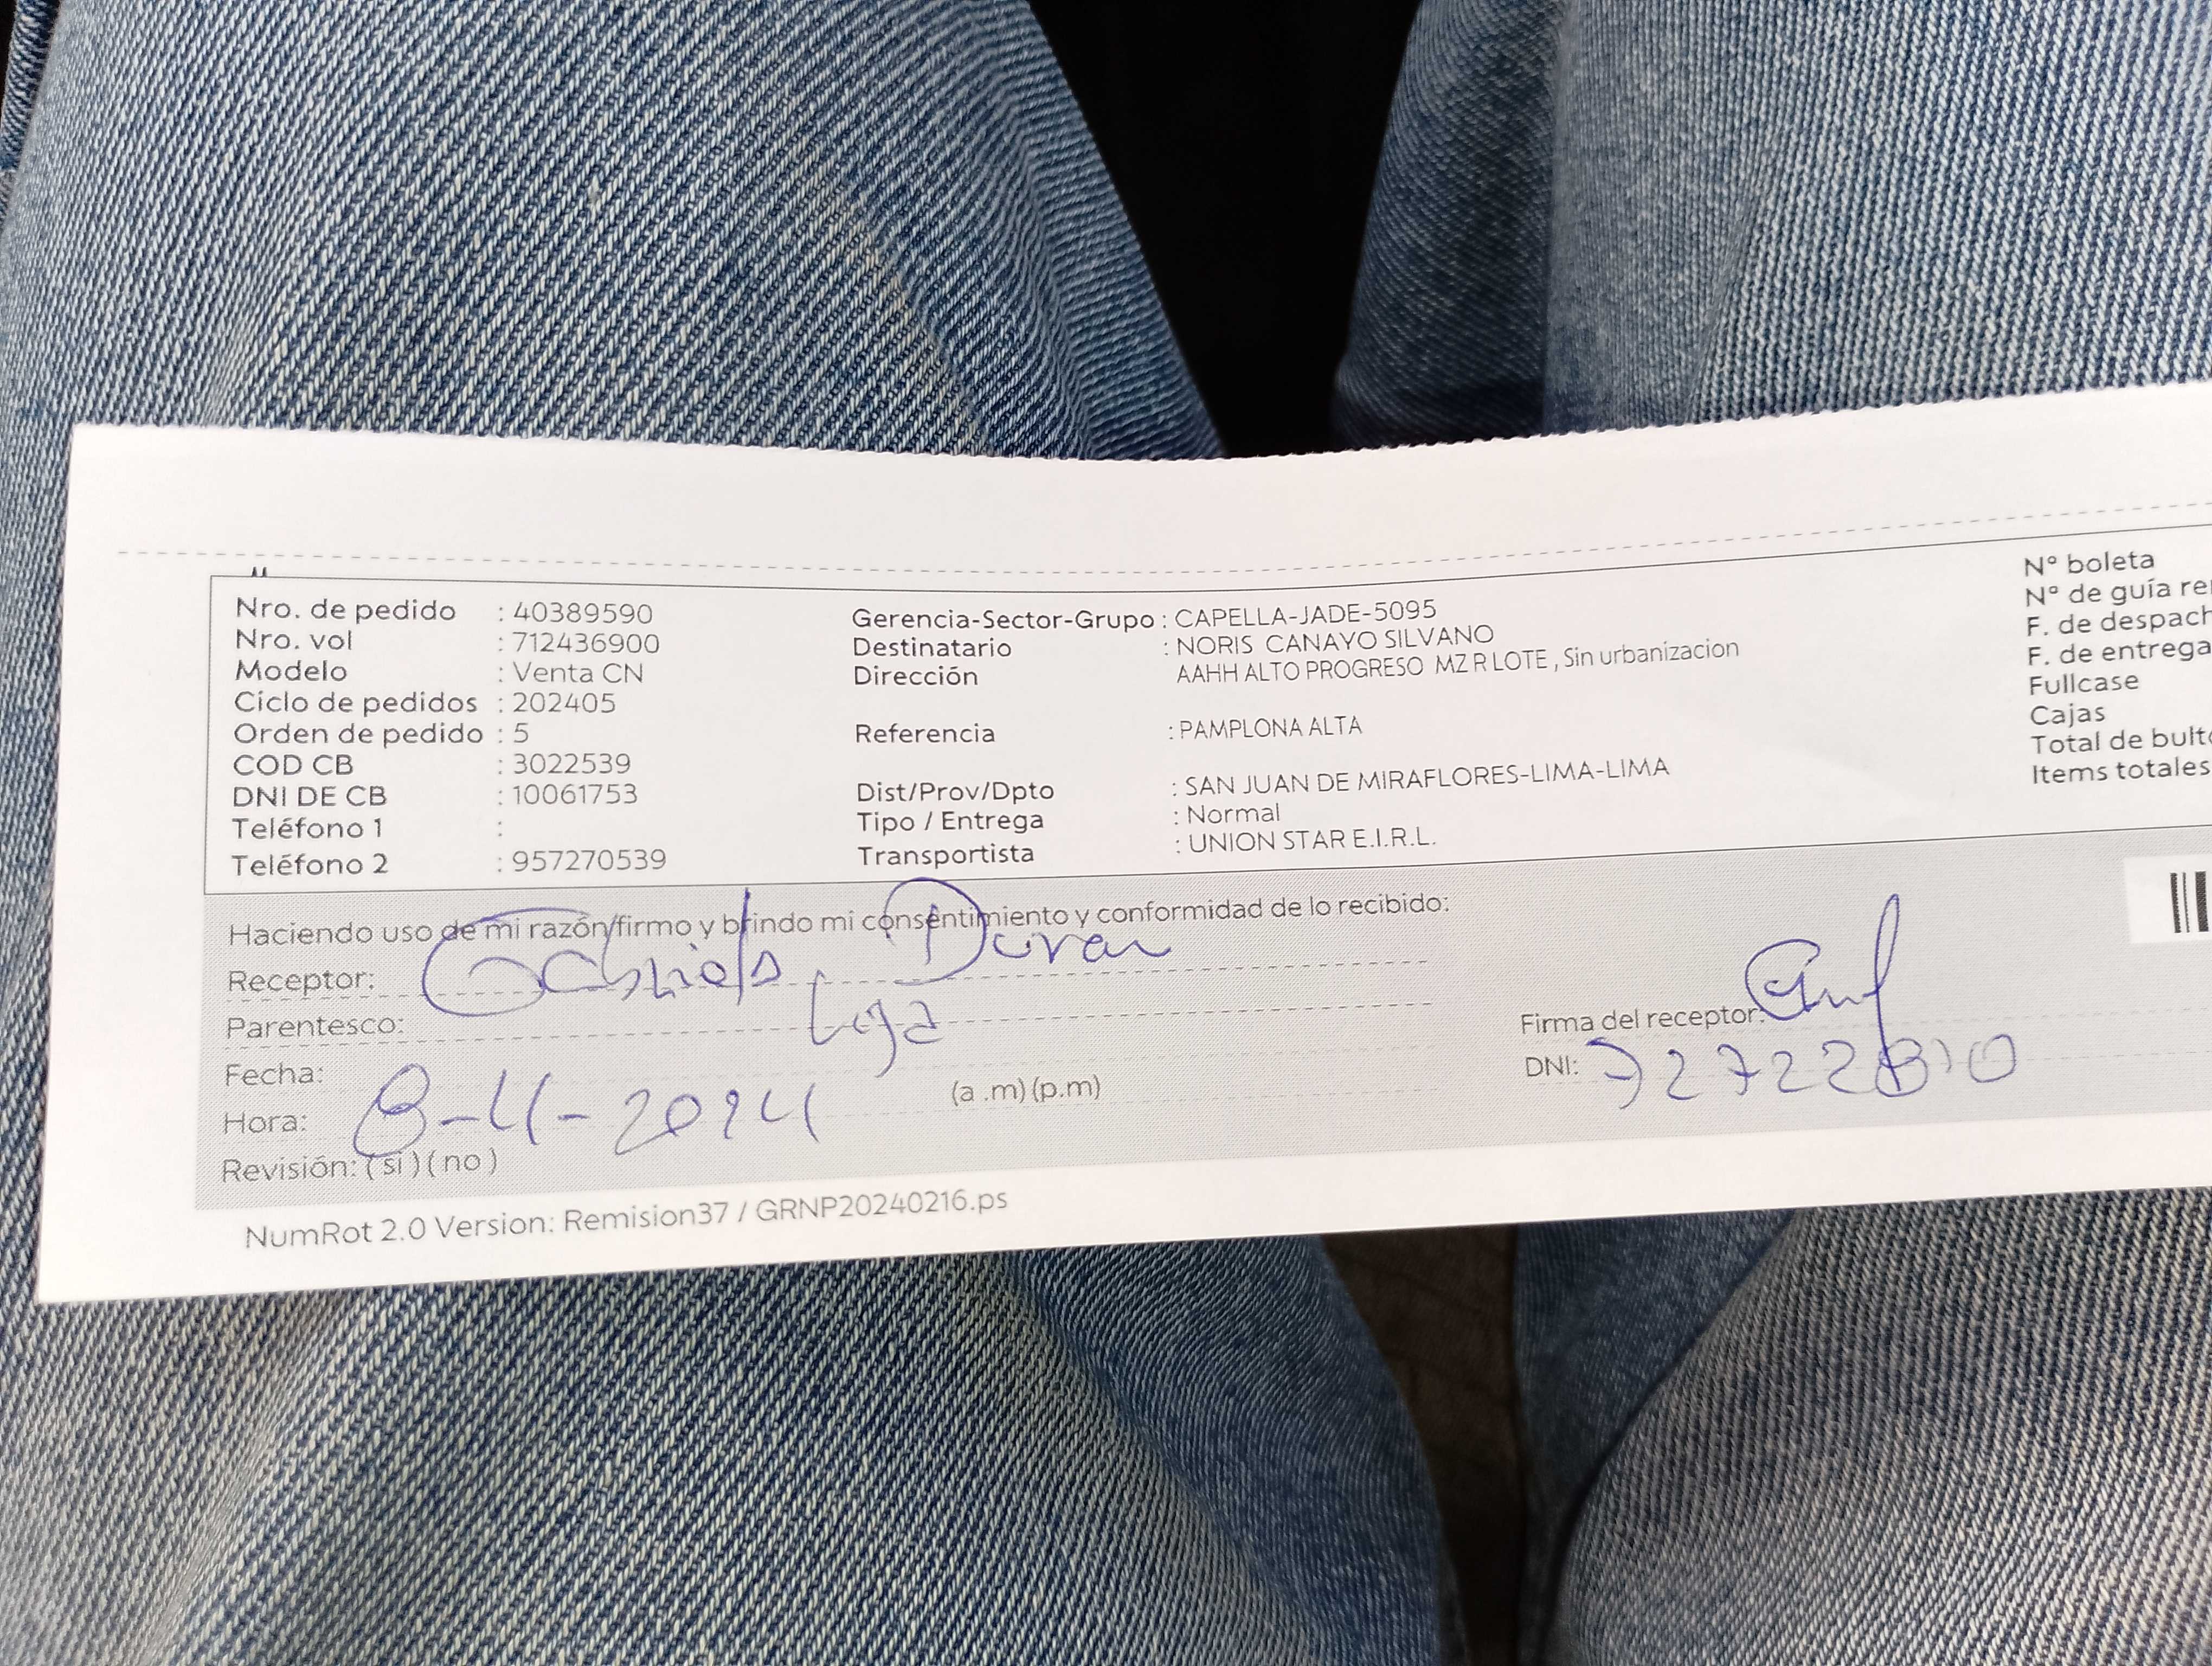 Nro. de pedido : 40389590
Nro. vol : 712436900
Modelo : Venta CN
Ciclo de pedidos : 202405
Orden de pedido : 5
COD CB : 3022539
DNI DE CB : 10061753
Teléfono 1 :
Teléfono 2 : 957270539
Gerencia-Sector-Grupo : CAPELLA-JADE-5095
Destinatario : NORIS CANAYO SILVANO
Dirección AAHH ALTO PROGRESO MZ R LOTE , Sin urbanizacion
Referencia : PAMPLONA ALTA
Dist/Prov/Dpto : SAN JUAN DE MIRAFLORES-LIMA-LIMA
Tipo / Entrega : Normal
Transportista : UNION STAR E.I.R.L.
N° boleta
N° de guía re
F. de despach
F. de entrega
Fullcase
Cajas
Total de bult
Items totales
Haciendo uso de mi razón/firmo y brindo mi consentimiento y conformidad de lo recibido:
Receptor: Gabriela Duran
Parentesco: hija
Fecha:
Hora: 8-4-2024 (a .m) (p.m)
Revisión: ( si ) ( no )
Firma del receptor:
DNI:
NumRot 2.0 Version: Remision37 / GRNP20240216.ps